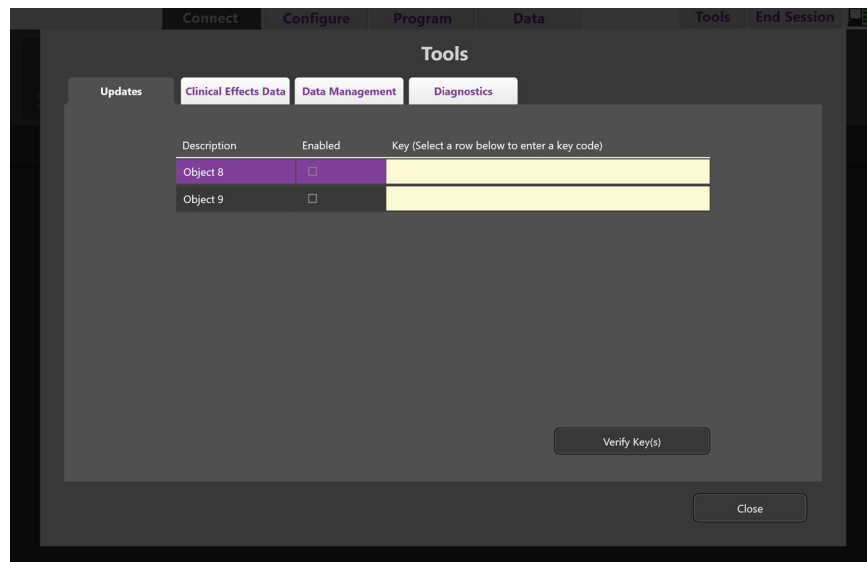 Connect Configure Program Data Tools End Session
Tools
Updates Clinical Effects Data Data Management Diagnostics
Description Enabled Key (Select a row below to enter a key code)
Object 8
Object 9
Verify Key(s)
Close